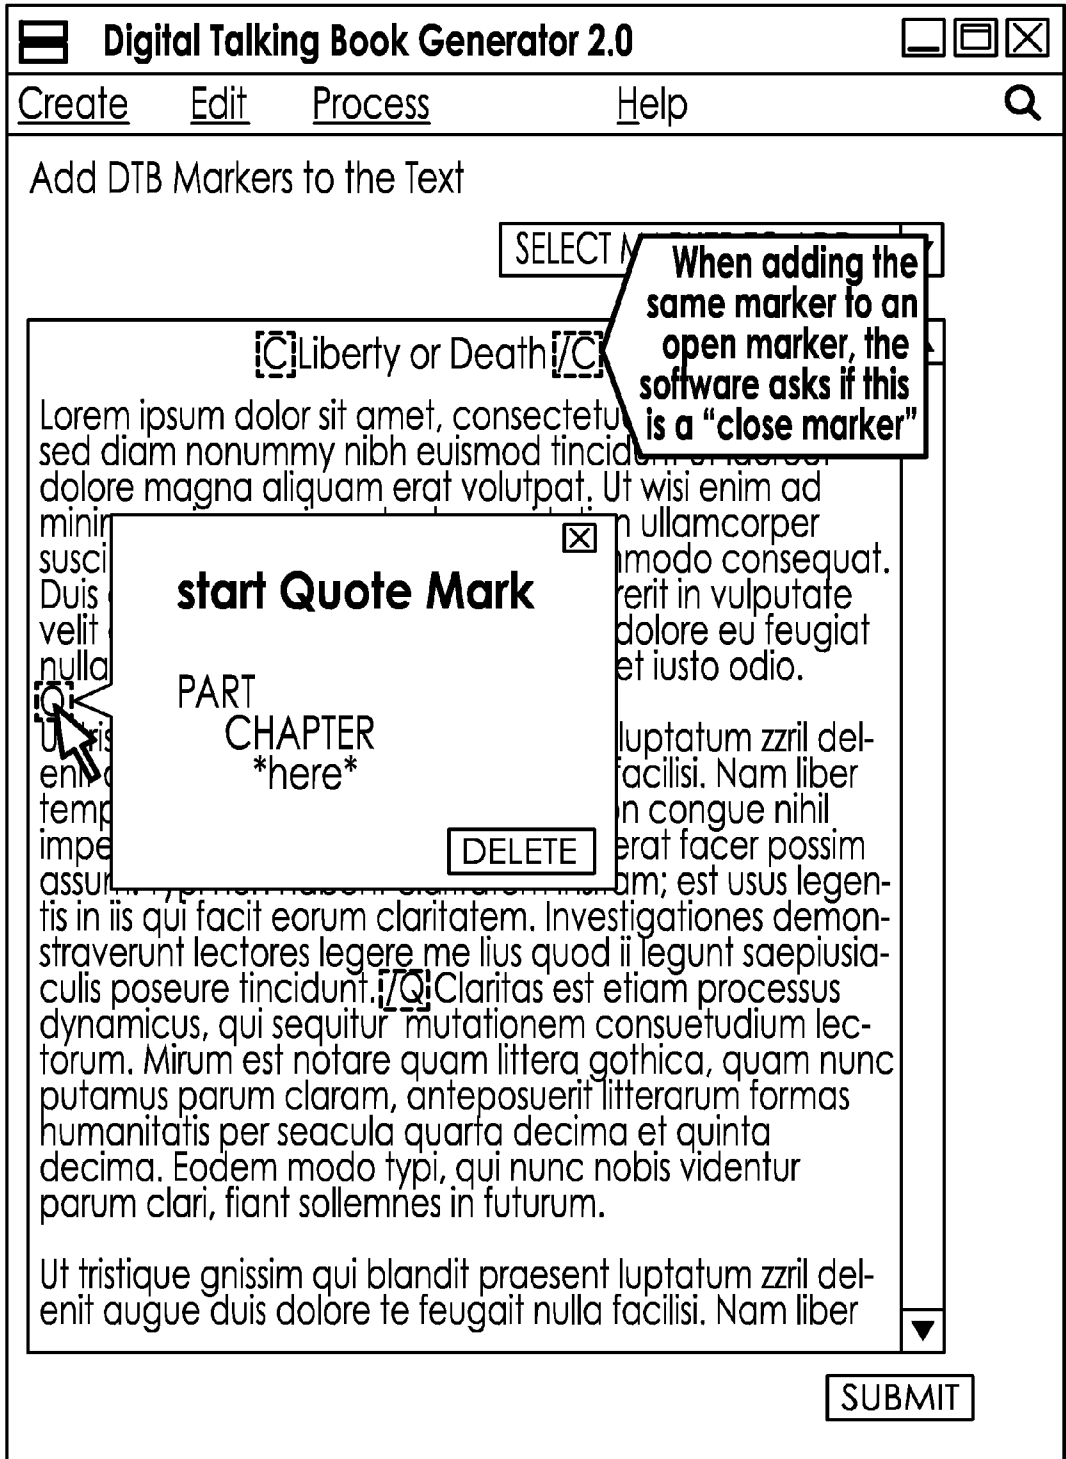 Digital Talking Book Generator 2.0
Create Edit Process Help
Add DTB Markers to the Text
SELECT
When adding the
same marker to an
open marker, the
software asks if this
is a “close marker”
[C]Liberty or Death[/C]
Lorem ipsum dolor sit amet,
sed diam nonummy nibh euismod
dolore magna aliquam erat volutpat. Ut wisi enim ad
ullamcorper
consequat.
Duis in vulputate
velit dolore eu feugiat
et iusto odio.
start Quote Mark
PART
CHAPTER
*here*
DELETE
luptatum zzril del-
Nam liber
congue nihil
facer possim
est usus legen-
tis in iis qui facit eorum claritatem. Investigationes demon-
straverunt lectores legere me lius quod ii legunt saepiusia-
culis poseure tincidunt.[/Q]Claritas est etiam processus
dynamicus, qui sequitur mutationem consuetudium lec-
torum. Mirum est notare quam littera gothica, quam nunc
putamus parum claram, anteposuerit litterarum formas
humanitatis per seacula quarta decima et quinta
decima. Eodem modo typi, qui nunc nobis videntur
parum clari, fiant sollemnes in futurum.
Ut tristique gnissim qui blandit praesent luptatum zzril del-
enit augue duis dolore te feugait nulla facilisi. Nam liber
SUBMIT